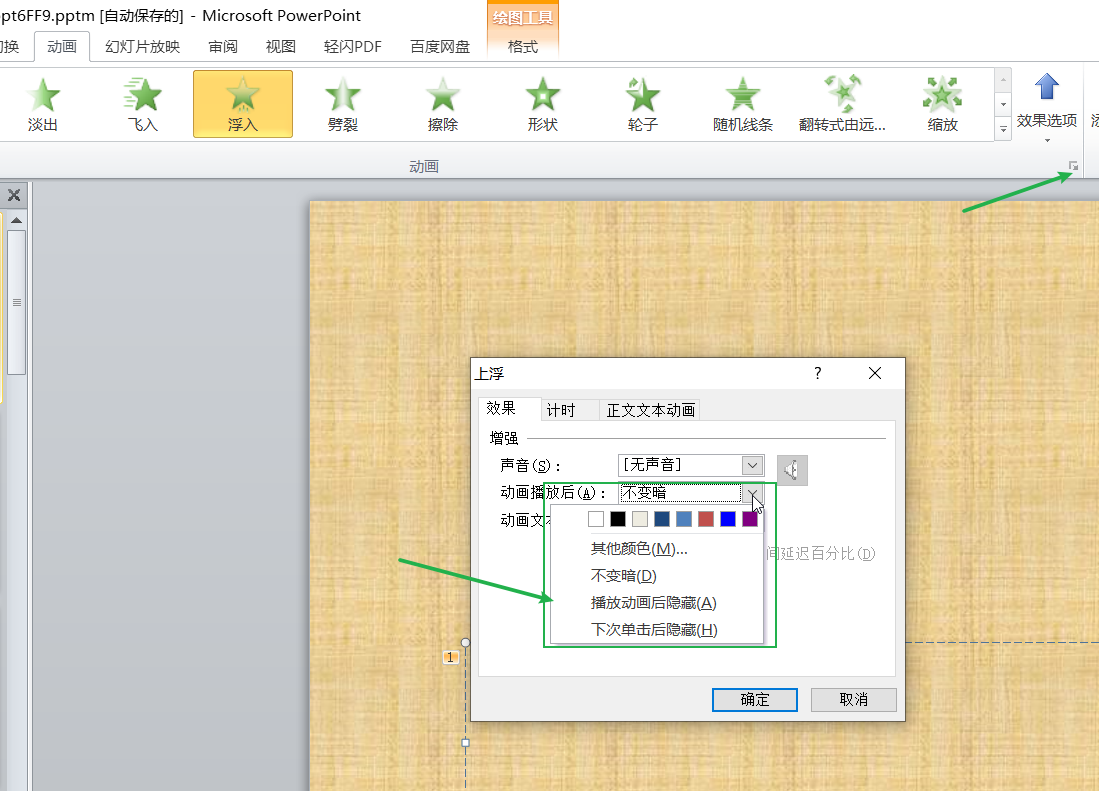 pt6FF9.pptm [自动保存的] - Microsoft PowerPoint
绘图工具
切换 动画 幻灯片放映 审阅 视图 轻闪PDF 百度网盘 格式
淡出 飞入 浮入 劈裂 擦除 形状 轮子 随机线条 翻转式由远... 缩放 效果选项
动画
上浮
效果 计时 正文文本动画
增强
声音(S): [无声音]
动画播放后(A): 不变暗
动画文
其他颜色(M)...
间延迟百分比(D)
不变暗(D)
播放动画后隐藏(A)
下次单击后隐藏(H)
1
确定 取消